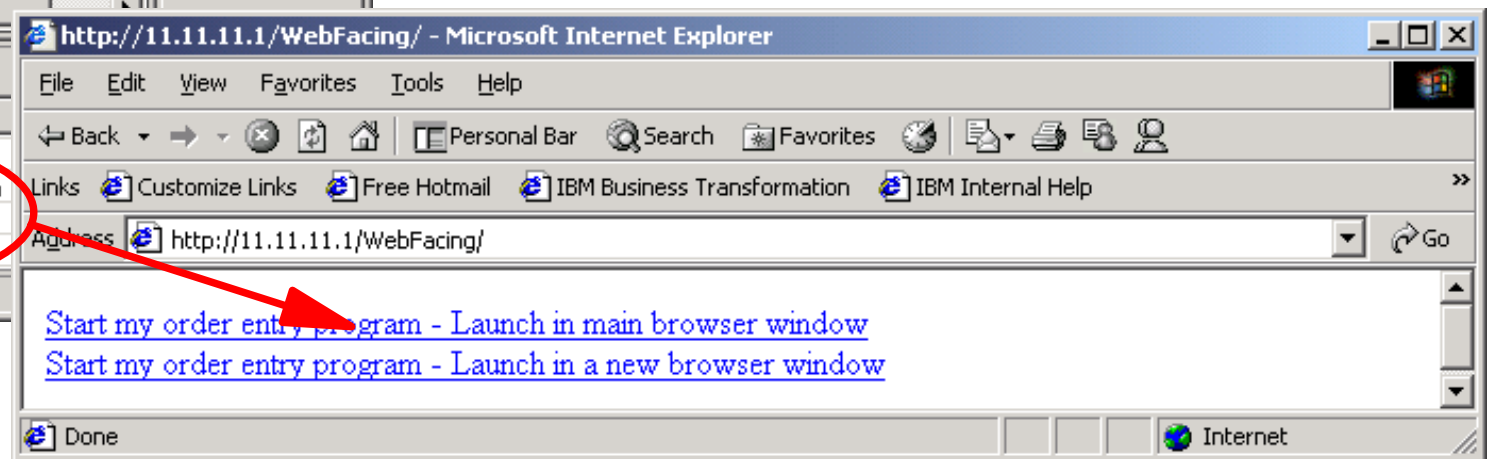 http://11.11.11.1/WebFacing/ - Microsoft Internet Explorer
File Edit View Favorites Tools Help
Back Personal Bar Search Favorites
Links Customize Links Free Hotmail IBM Business Transformation IBM Internal Help »
Address http://11.11.11.1/WebFacing/ Go
Start my order entry program - Launch in main browser window
Start my order entry program - Launch in a new browser window
Done Internet